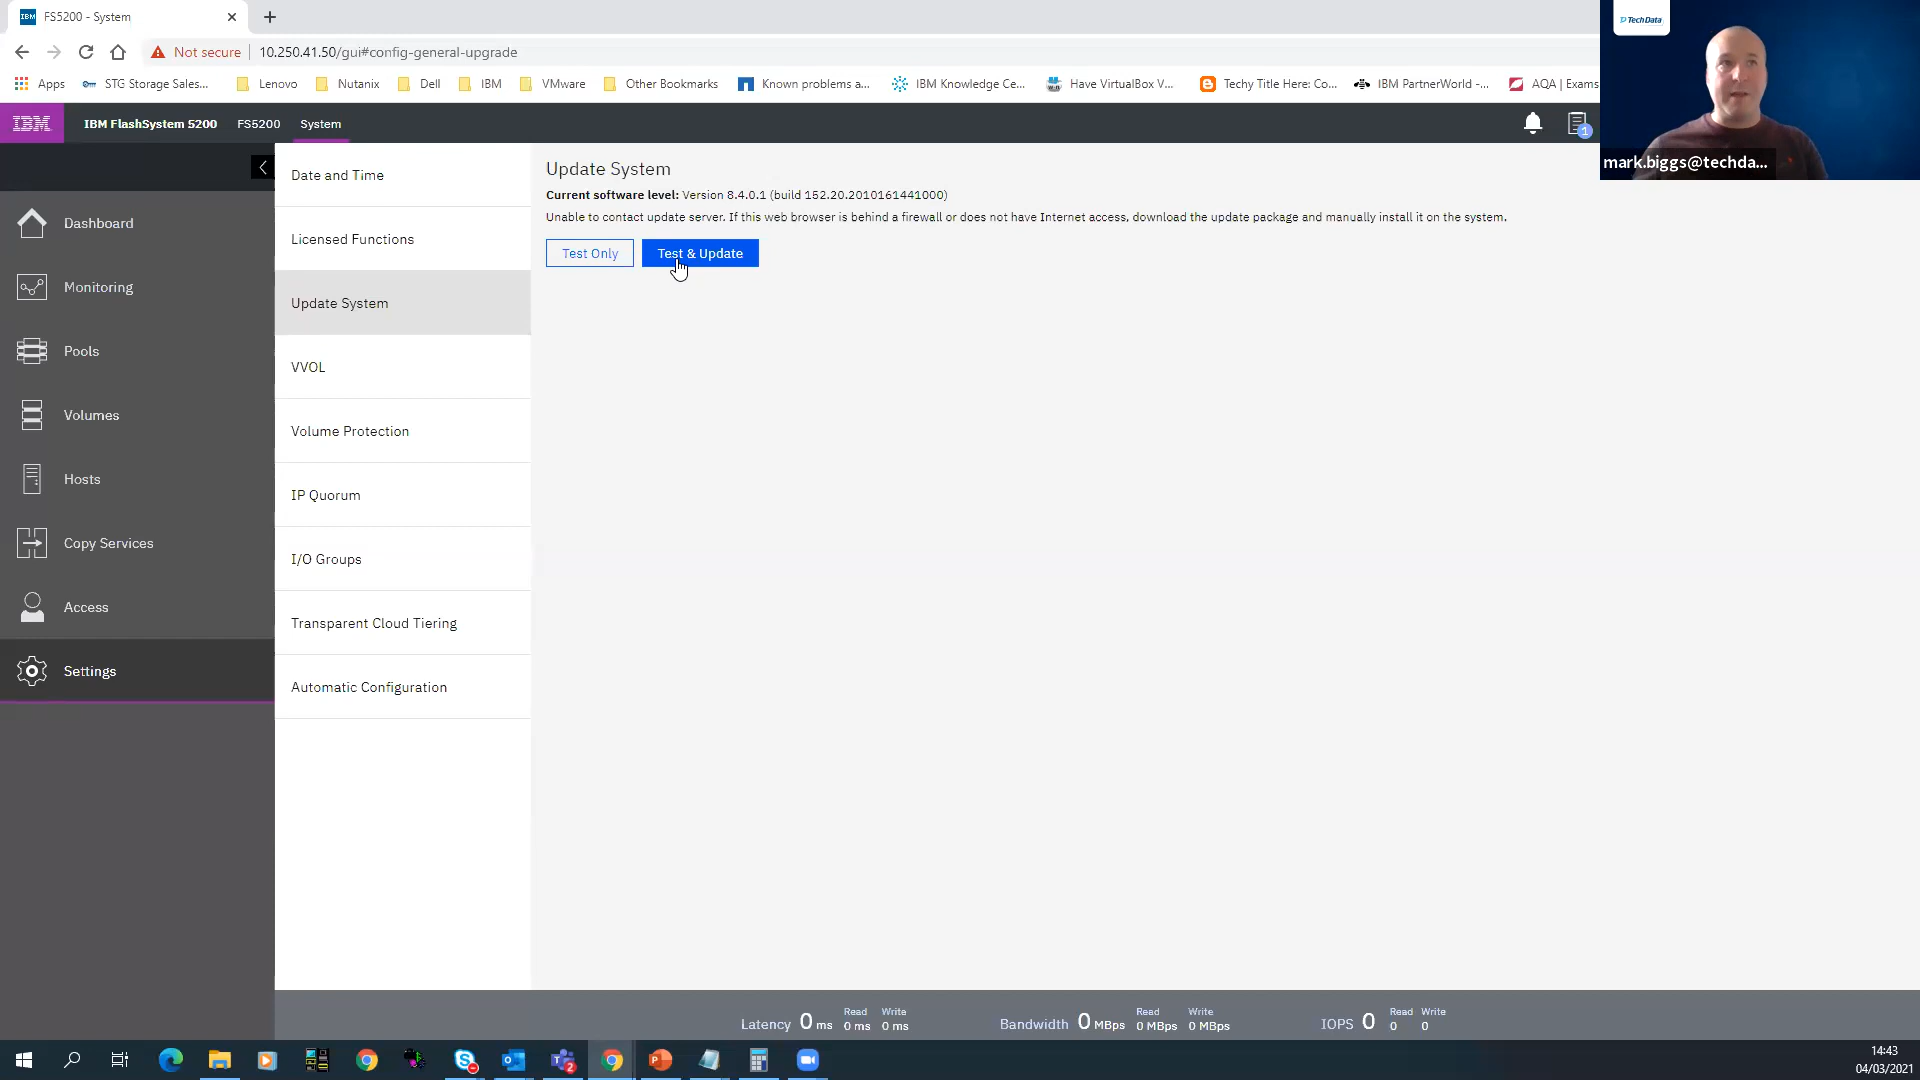 FS5200 - System
Not secure
10.250.41.50/gui#config-general-upgrade
Apps
STG Storage Sales...
Lenovo
Nutanix
Dell
IBM
VMware
Other Bookmarks
Known problems a...
IBM Knowledge Ce...
Have VirtualBox V...
Techy Title Here: Co...
IBM PartnerWorld -...
AQA | Exams
Tech Data
mark.biggs@techda...
IBM
IBM FlashSystem 5200
FS5200
System
1
Dashboard
Monitoring
Pools
Volumes
Hosts
Copy Services
Access
Settings
Date and Time
Licensed Functions
Update System
VVOL
Volume Protection
IP Quorum
I/O Groups
Transparent Cloud Tiering
Automatic Configuration
Update System
Current software level: Version 8.4.0.1 (build 152.20.2010161441000)
Unable to contact update server. If this web browser is behind a firewall or does not have Internet access, download the update package and manually install it on the system.
Test Only
Test & Update
Latency 0 ms
Read
0 ms
Write
0 ms
Bandwidth 0 MBps
Read
0 MBps
Write
0 MBps
IOPS 0
Read
0
Write
0
14:43
04/03/2021